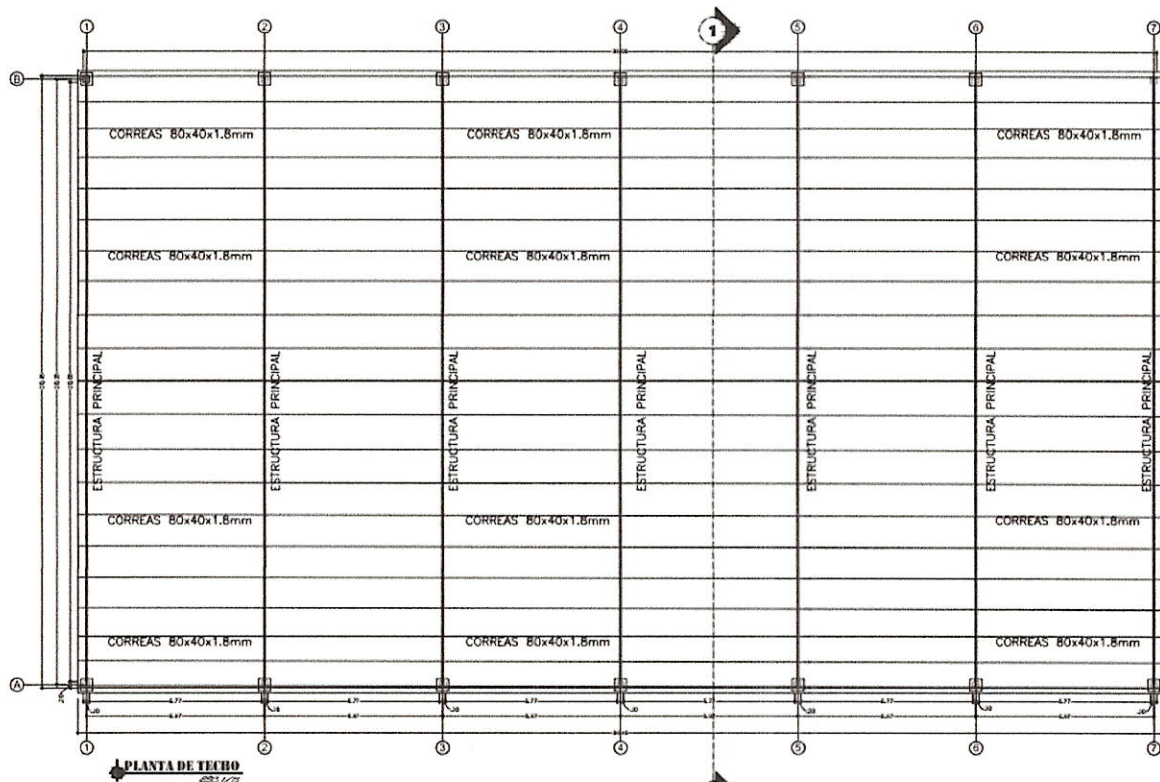 1 2 3 4 1 5 6 7
B
CORREAS 80x40x1.8mm CORREAS 80x40x1.8mm CORREAS 80x40x1.8mm
CORREAS 80x40x1.8mm CORREAS 80x40x1.8mm CORREAS 80x40x1.8mm
ESTRUCTURA PRINCIPAL ESTRUCTURA PRINCIPAL ESTRUCTURA PRINCIPAL ESTRUCTURA PRINCIPAL ESTRUCTURA PRINCIPAL ESTRUCTURA PRINCIPAL ESTRUCTURA PRINCIPAL
CORREAS 80x40x1.8mm CORREAS 80x40x1.8mm CORREAS 80x40x1.8mm
CORREAS 80x40x1.8mm CORREAS 80x40x1.8mm CORREAS 80x40x1.8mm
A
1 2 3 4 5 6 7
PLANTA DE TECHO